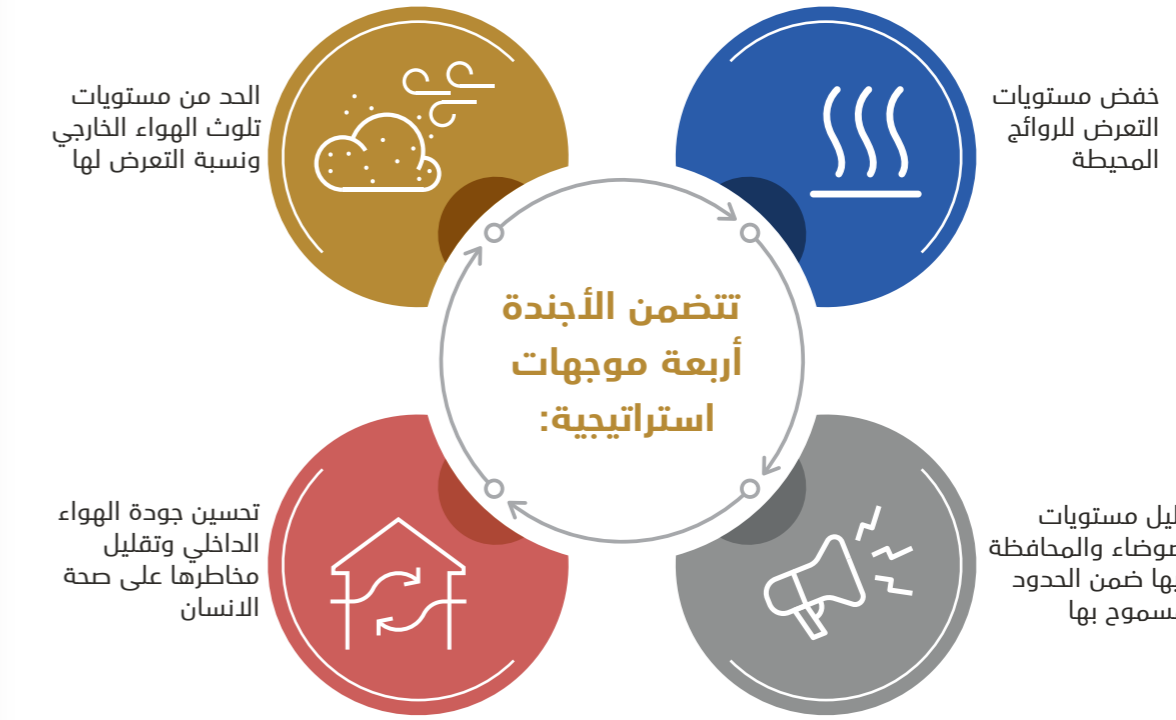 تتضمن الأجندة
أربعة موجهات
استراتيجية:
خفض مستويات
التعرض للروائح
المحيطة
الحد من مستويات
تلوث الهواء الخارجي
ونسبة التعرض لها
مستويات
والمحافظة
ضمن الحدود
بها
تحسين جودة الهواء
الداخلي وتقليل
مخاطرها على صحة
الانسان